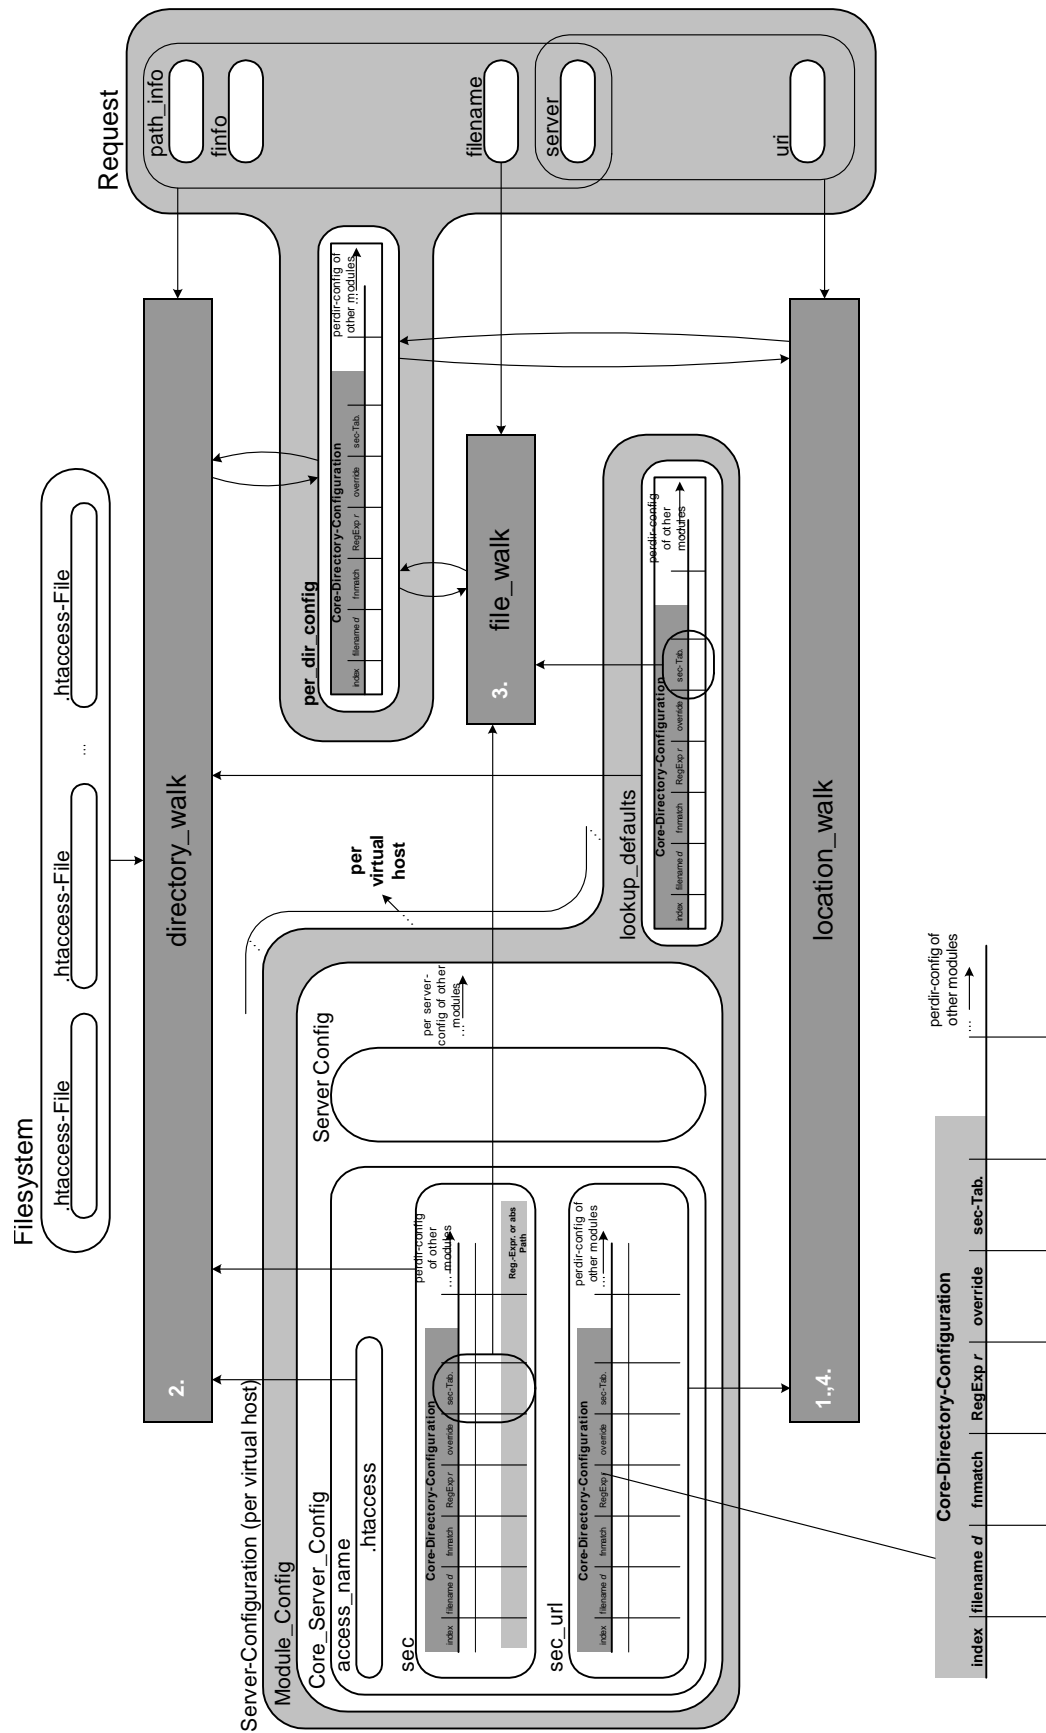 Filesystem
.htaccess-File
.htaccess-File
...
.htaccess-File
Request
path_info
finfo
filename
server
uri
2.
directory_walk
per_dir_config
Core-Directory-Configuration
index filename d fnmatch RegExp r override sec-Tab.
perdir-config of
other modules
...
3.
file_walk
Server-Configuration (per virtual host)
Module_Config
Core_Server_Config
access_name
.htaccess
sec
Core-Directory-Configuration
index filename d fnmatch RegExp r override sec-Tab.
perdir-config
of other
... modules
Reg.-Expr. or abs
Path
sec_url
Core-Directory-Configuration
index filename d fnmatch RegExp r override sec-Tab.
perdir-config of
other modules
...
Server Config
per server-
config of other
modules
...
per
virtual
host
...
...
...
lookup_defaults
Core-Directory-Configuration
index filename d fnmatch RegExp r override sec-Tab.
perdir-config
of other
modules
...
1.,4.
location_walk
Core-Directory-Configuration
index filename d fnmatch RegExp r override sec-Tab.
perdir-config of
other modules
...